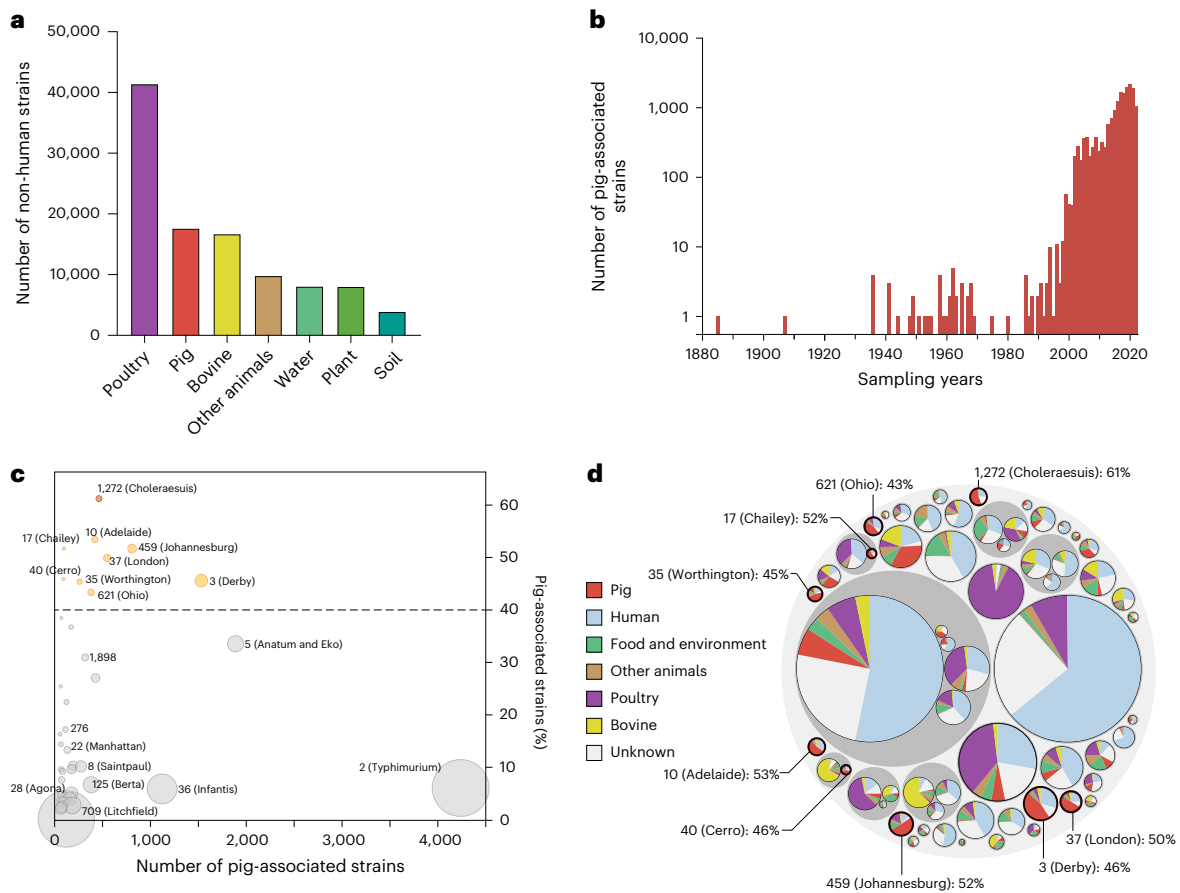 a
Number of non-human strains
50,000
40,000
30,000
20,000
10,000
0
Poultry
Pig
Bovine
Other animals
Water
Plant
Soil
b
Number of pig-associated
strains
10,000
1,000
100
10
1
1880
1900
1920
1940
1960
1980
2000
2020
Sampling years
c
1,272 (Choleraesuis)
17 (Chailey)
10 (Adelaide)
459 (Johannesburg)
37 (London)
40 (Cerro)
35 (Worthington)
3 (Derby)
621 (Ohio)
5 (Anatum and Eko)
1,898
276
22 (Manhattan)
8 (Saintpaul)
2 (Typhimurium)
28 (Agona)
125 (Berta)
36 (Infantis)
709 (Litchfield)
60
50
40
30
20
10
0
Pig-associated strains (%)
0
1,000
2,000
3,000
4,000
Number of pig-associated strains
d
1,272 (Choleraesuis): 61%
621 (Ohio): 43%
17 (Chailey): 52%
35 (Worthington): 45%
Pig
Human
Food and environment
Other animals
Poultry
Bovine
Unknown
10 (Adelaide): 53%
40 (Cerro): 46%
37 (London): 50%
3 (Derby): 46%
459 (Johannesburg): 52%